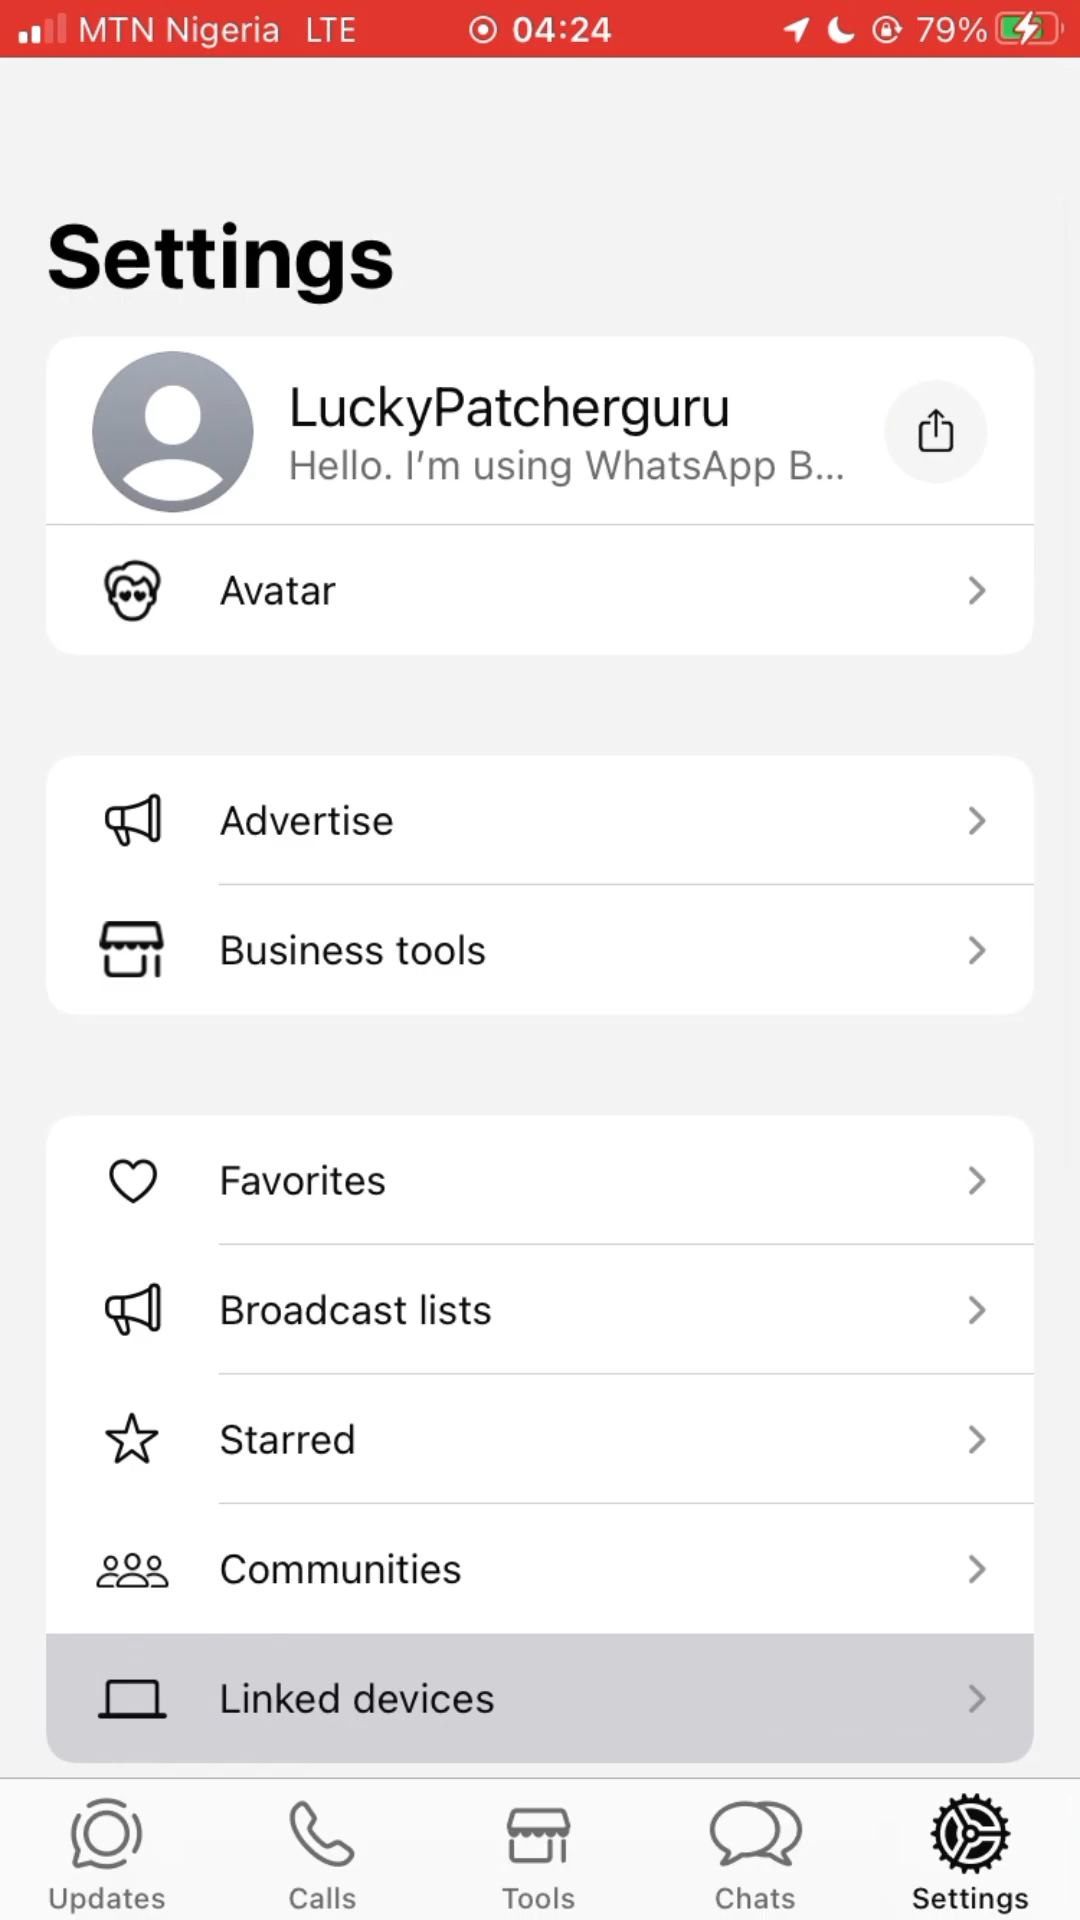 MTN Nigeria LTE 04:24 79%
Settings
LuckyPatcherguru
Hello. I'm using WhatsApp B...
Avatar
Advertise
Business tools
Favorites
Broadcast lists
Starred
Communities
Linked devices
Updates Calls Tools Chats Settings